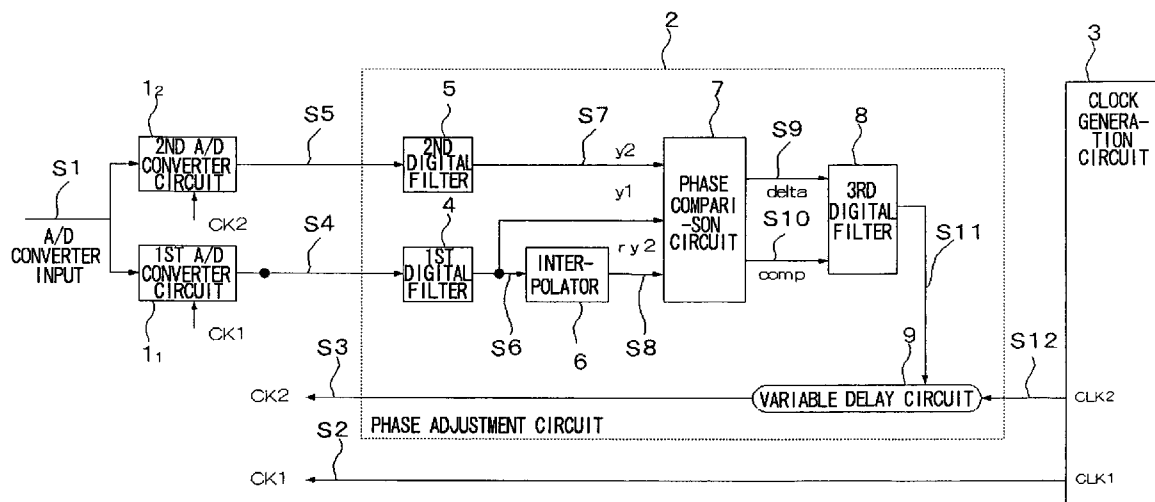 2
3
1₂
5
7
S5
S7
S9
8
CLOCK
GENERA-
TION
CIRCUIT
2ND A/D
CONVERTER
CIRCUIT
2ND
DIGITAL
FILTER
y2
S1
PHASE
COMPARI
-SON
CIRCUIT
delta
3RD
DIGITAL
FILTER
y1
CK2
S4
4
S10
A/D
CONVERTER
INPUT
1ST A/D
CONVERTER
CIRCUIT
1ST
DIGITAL
FILTER
INTER-
POLATOR
ry2
comp
S11
CK1
1₁
S6
6
S8
S3
9
S12
CK2
VARIABLE DELAY CIRCUIT
CLK2
PHASE ADJUSTMENT CIRCUIT
S2
CK1
CLK1